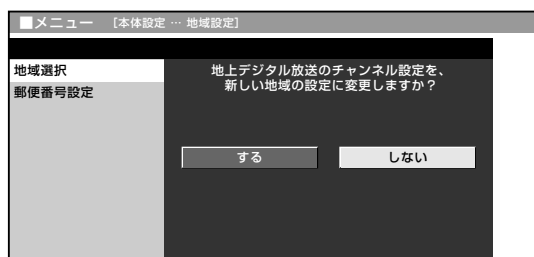 ■メニュー [本体設定 … 地域設定]
地域選択
郵便番号設定
地上デジタル放送のチャンネル設定を、
新しい地域の設定に変更しますか？
する
しない